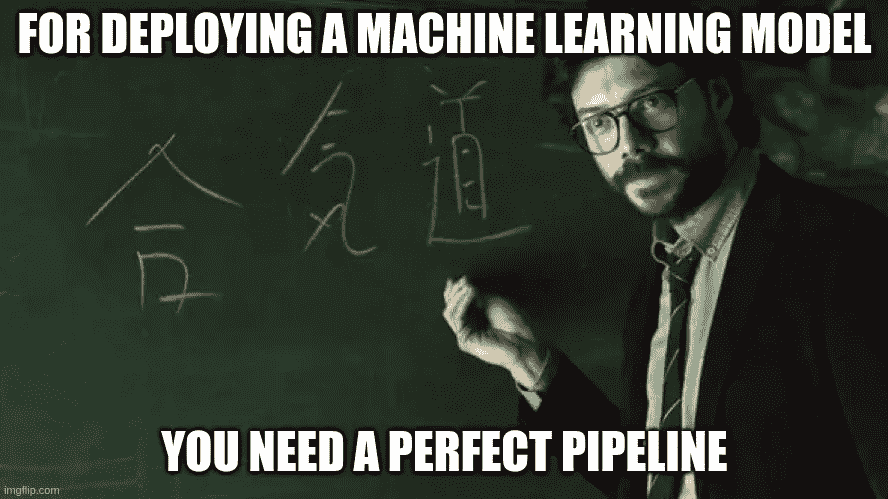 FOR DEPLOYING A MACHINE LEARNING MODEL
合気道
YOU NEED A PERFECT PIPELINE
imgflip.com